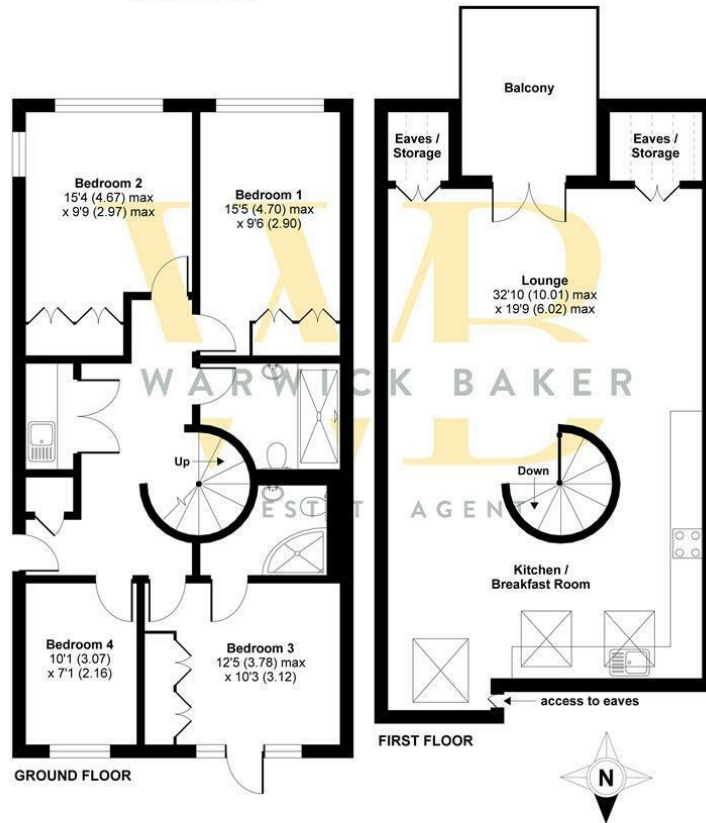 Balcony
Eaves /
Storage
Eaves /
Storage
Bedroom 2
15'4 (4.67) max
x 9'9 (2.97) max
Bedroom 1
15'5 (4.70) max
x 9'6 (2.90)
Lounge
32'10 (10.01) max
x 19'9 (6.02) max
WARWICK BAKER
Up
Down
ESTATE AGENT
Kitchen /
Breakfast Room
Bedroom 4
10'1 (3.07)
x 7'1 (2.16)
Bedroom 3
12'5 (3.78) max
x 10'3 (3.12)
access to eaves
GROUND FLOOR
FIRST FLOOR
N